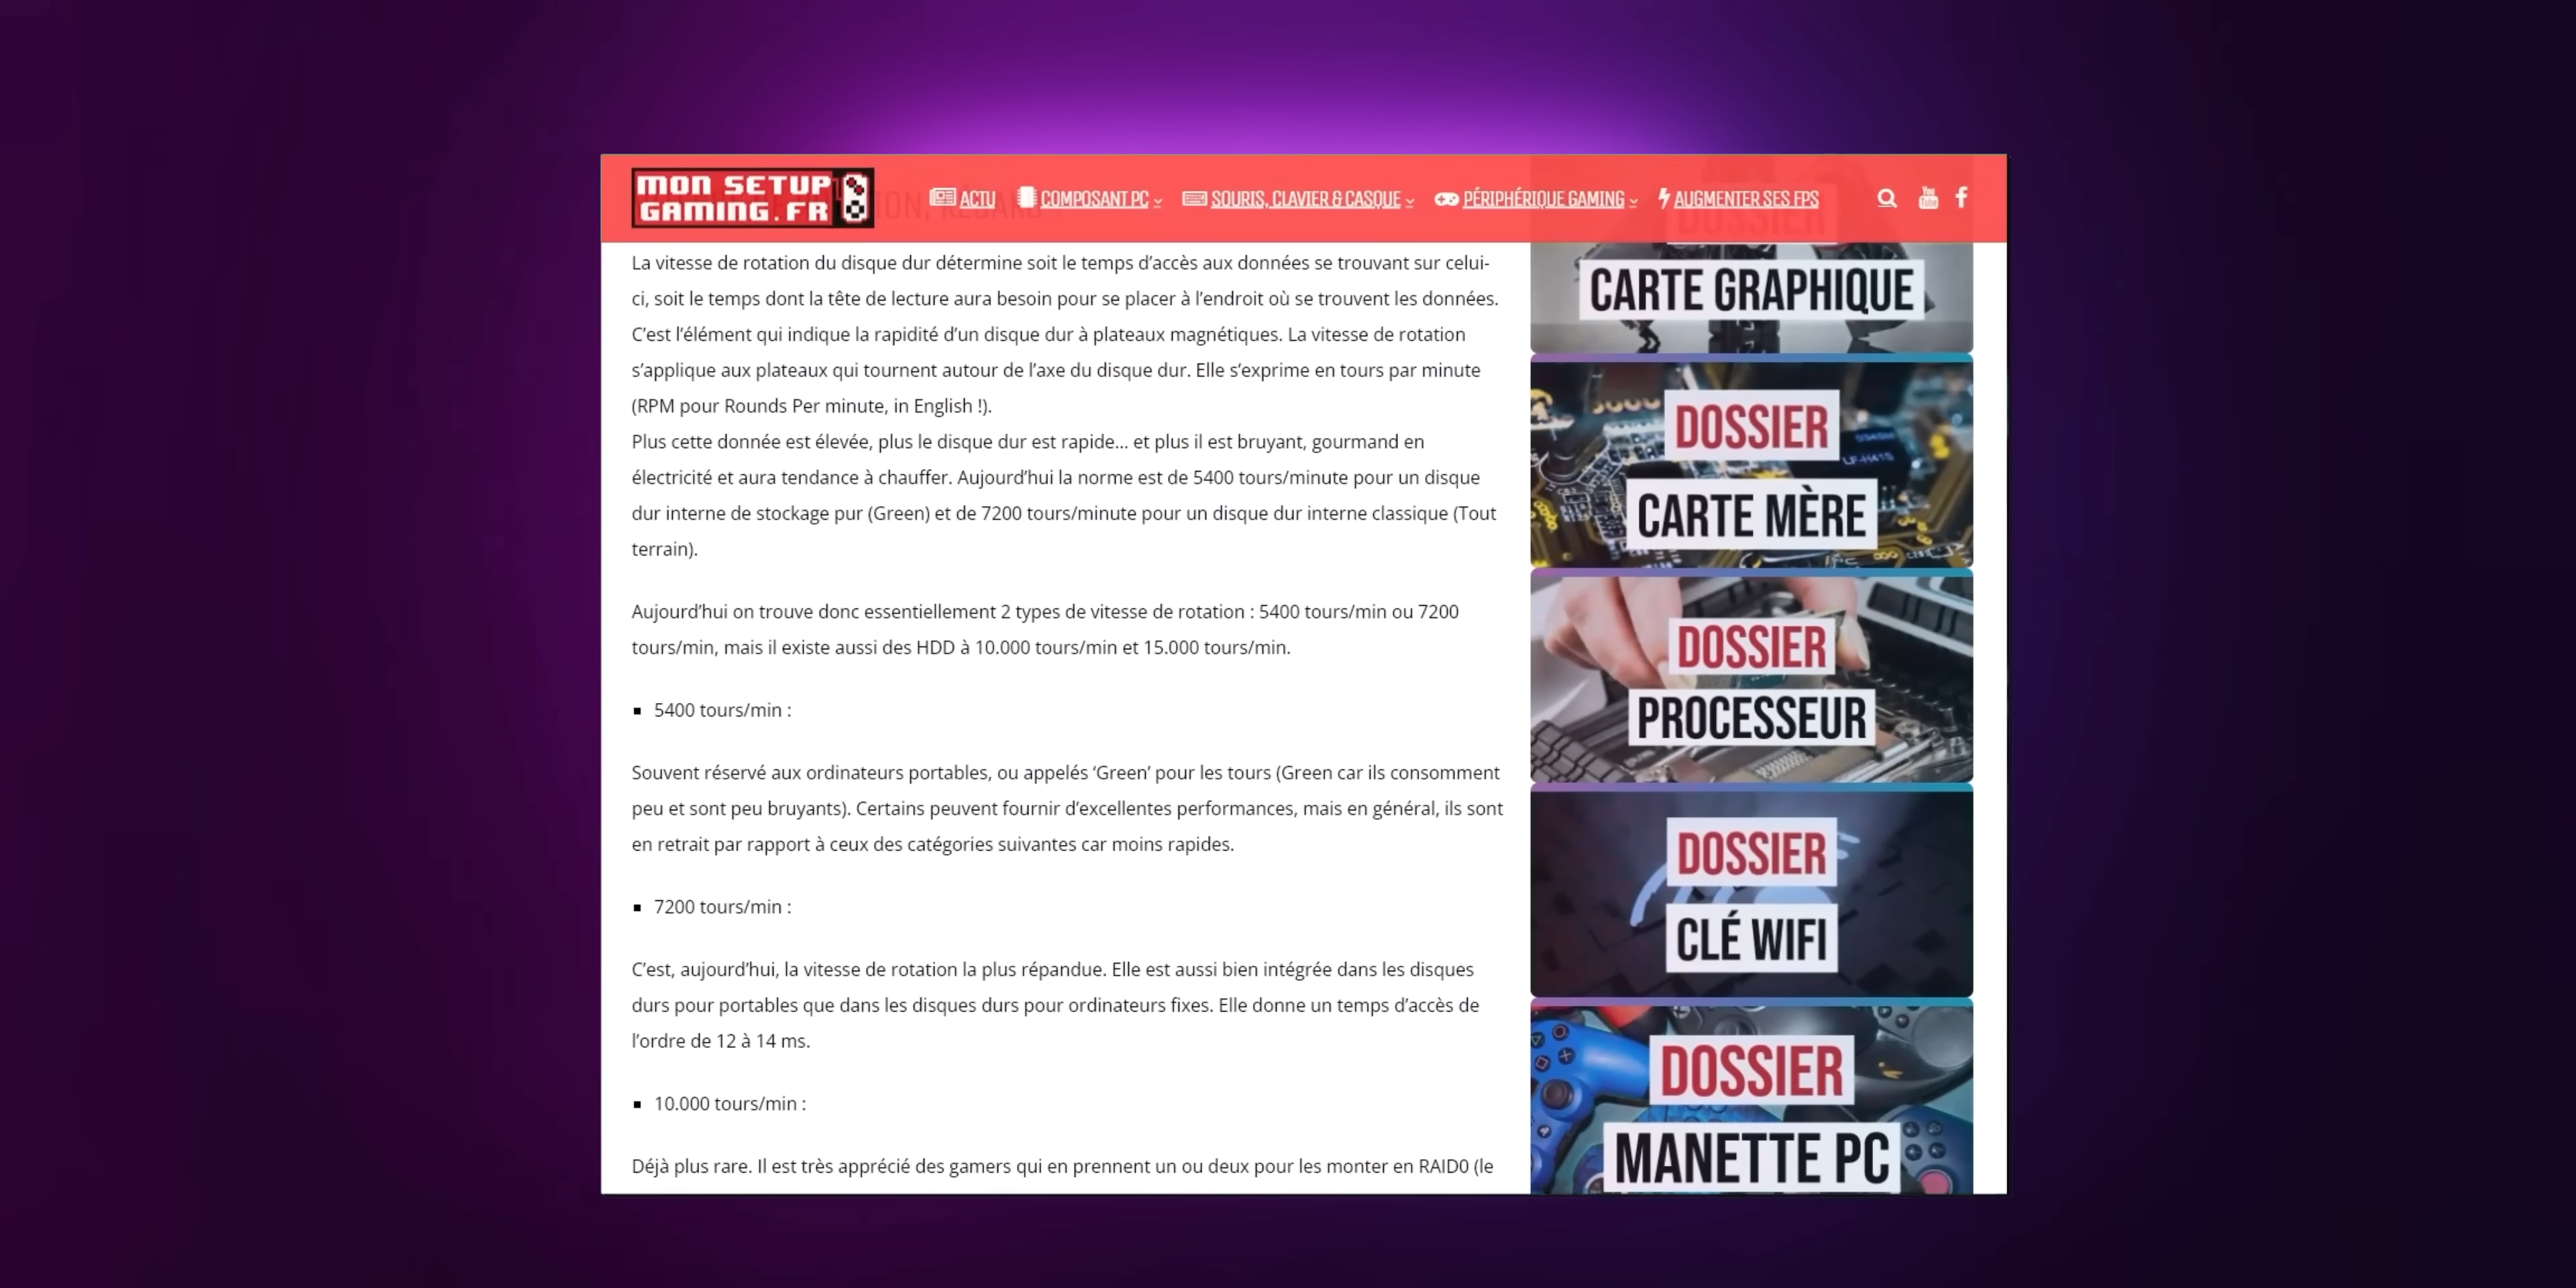 MON SETUP
GAMING.FR
ACTU
COMPOSANT PC
SOURIS, CLAVIER & CASQUE
PÉRIPHÉRIQUE GAMING
AUGMENTER SES FPS
You
Tube
La vitesse de rotation du disque dur détermine soit le temps d’accès aux données se trouvant sur celui-
ci, soit le temps dont la tête de lecture aura besoin pour se placer à l’endroit où se trouvent les données.
C’est l’élément qui indique la rapidité d’un disque dur à plateaux magnétiques. La vitesse de rotation
s’applique aux plateaux qui tournent autour de l’axe du disque dur. Elle s’exprime en tours par minute
(RPM pour Rounds Per minute, in English !).
Plus cette donnée est élevée, plus le disque dur est rapide… et plus il est bruyant, gourmand en
électricité et aura tendance à chauffer. Aujourd’hui la norme est de 5400 tours/minute pour un disque
dur interne de stockage pur (Green) et de 7200 tours/minute pour un disque dur interne classique (Tout
terrain).
Aujourd’hui on trouve donc essentiellement 2 types de vitesse de rotation : 5400 tours/min ou 7200
tours/min, mais il existe aussi des HDD à 10.000 tours/min et 15.000 tours/min.
▪ 5400 tours/min :
Souvent réservé aux ordinateurs portables, ou appelés ‘Green’ pour les tours (Green car ils consomment
peu et sont peu bruyants). Certains peuvent fournir d’excellentes performances, mais en général, ils sont
en retrait par rapport à ceux des catégories suivantes car moins rapides.
▪ 7200 tours/min :
C’est, aujourd’hui, la vitesse de rotation la plus répandue. Elle est aussi bien intégrée dans les disques
durs pour portables que dans les disques durs pour ordinateurs fixes. Elle donne un temps d’accès de
l’ordre de 12 à 14 ms.
▪ 10.000 tours/min :
Déjà plus rare. Il est très apprécié des gamers qui en prennent un ou deux pour les monter en RAID0 (le
DOSSIER
CARTE GRAPHIQUE
DOSSIER
CARTE MÈRE
DOSSIER
PROCESSEUR
DOSSIER
CLÉ WIFI
DOSSIER
MANETTE PC